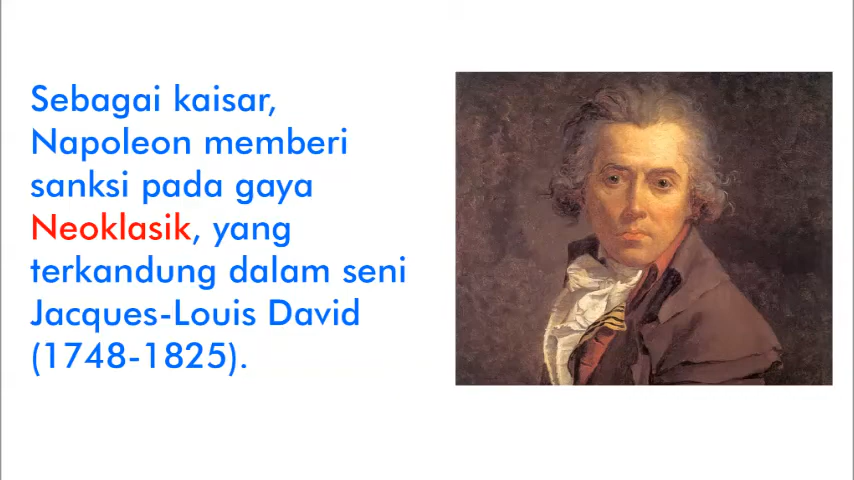 Sebagai kaisar,
Napoleon memberi
sanksi pada gaya
Neoklasik, yang
terkandung dalam seni
Jacques-Louis David
(1748-1825).